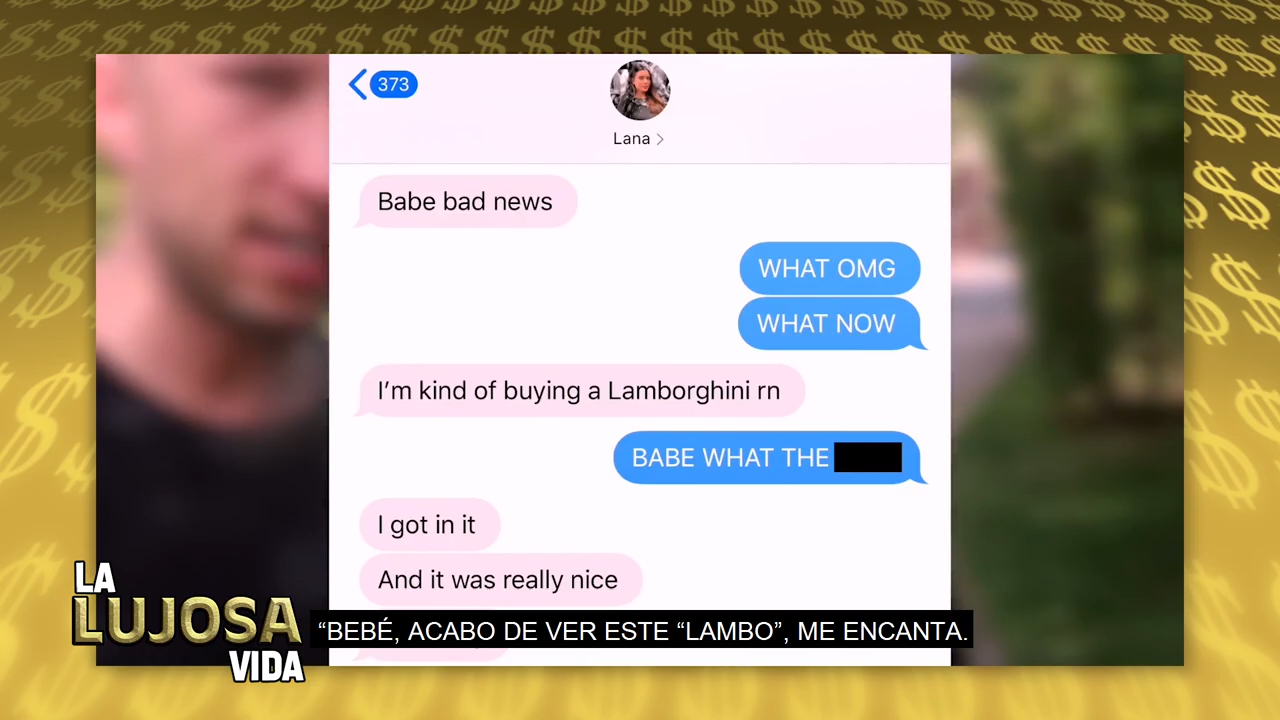 373
Lana
Babe bad news
WHAT OMG
WHAT NOW
I'm kind of buying a Lamborghini rn
BABE WHAT THE
I got in it
And it was really nice
LA
LUJOSA
VIDA
“BEBÉ, ACABO DE VER ESTE “LAMBO”, ME ENCANTA.